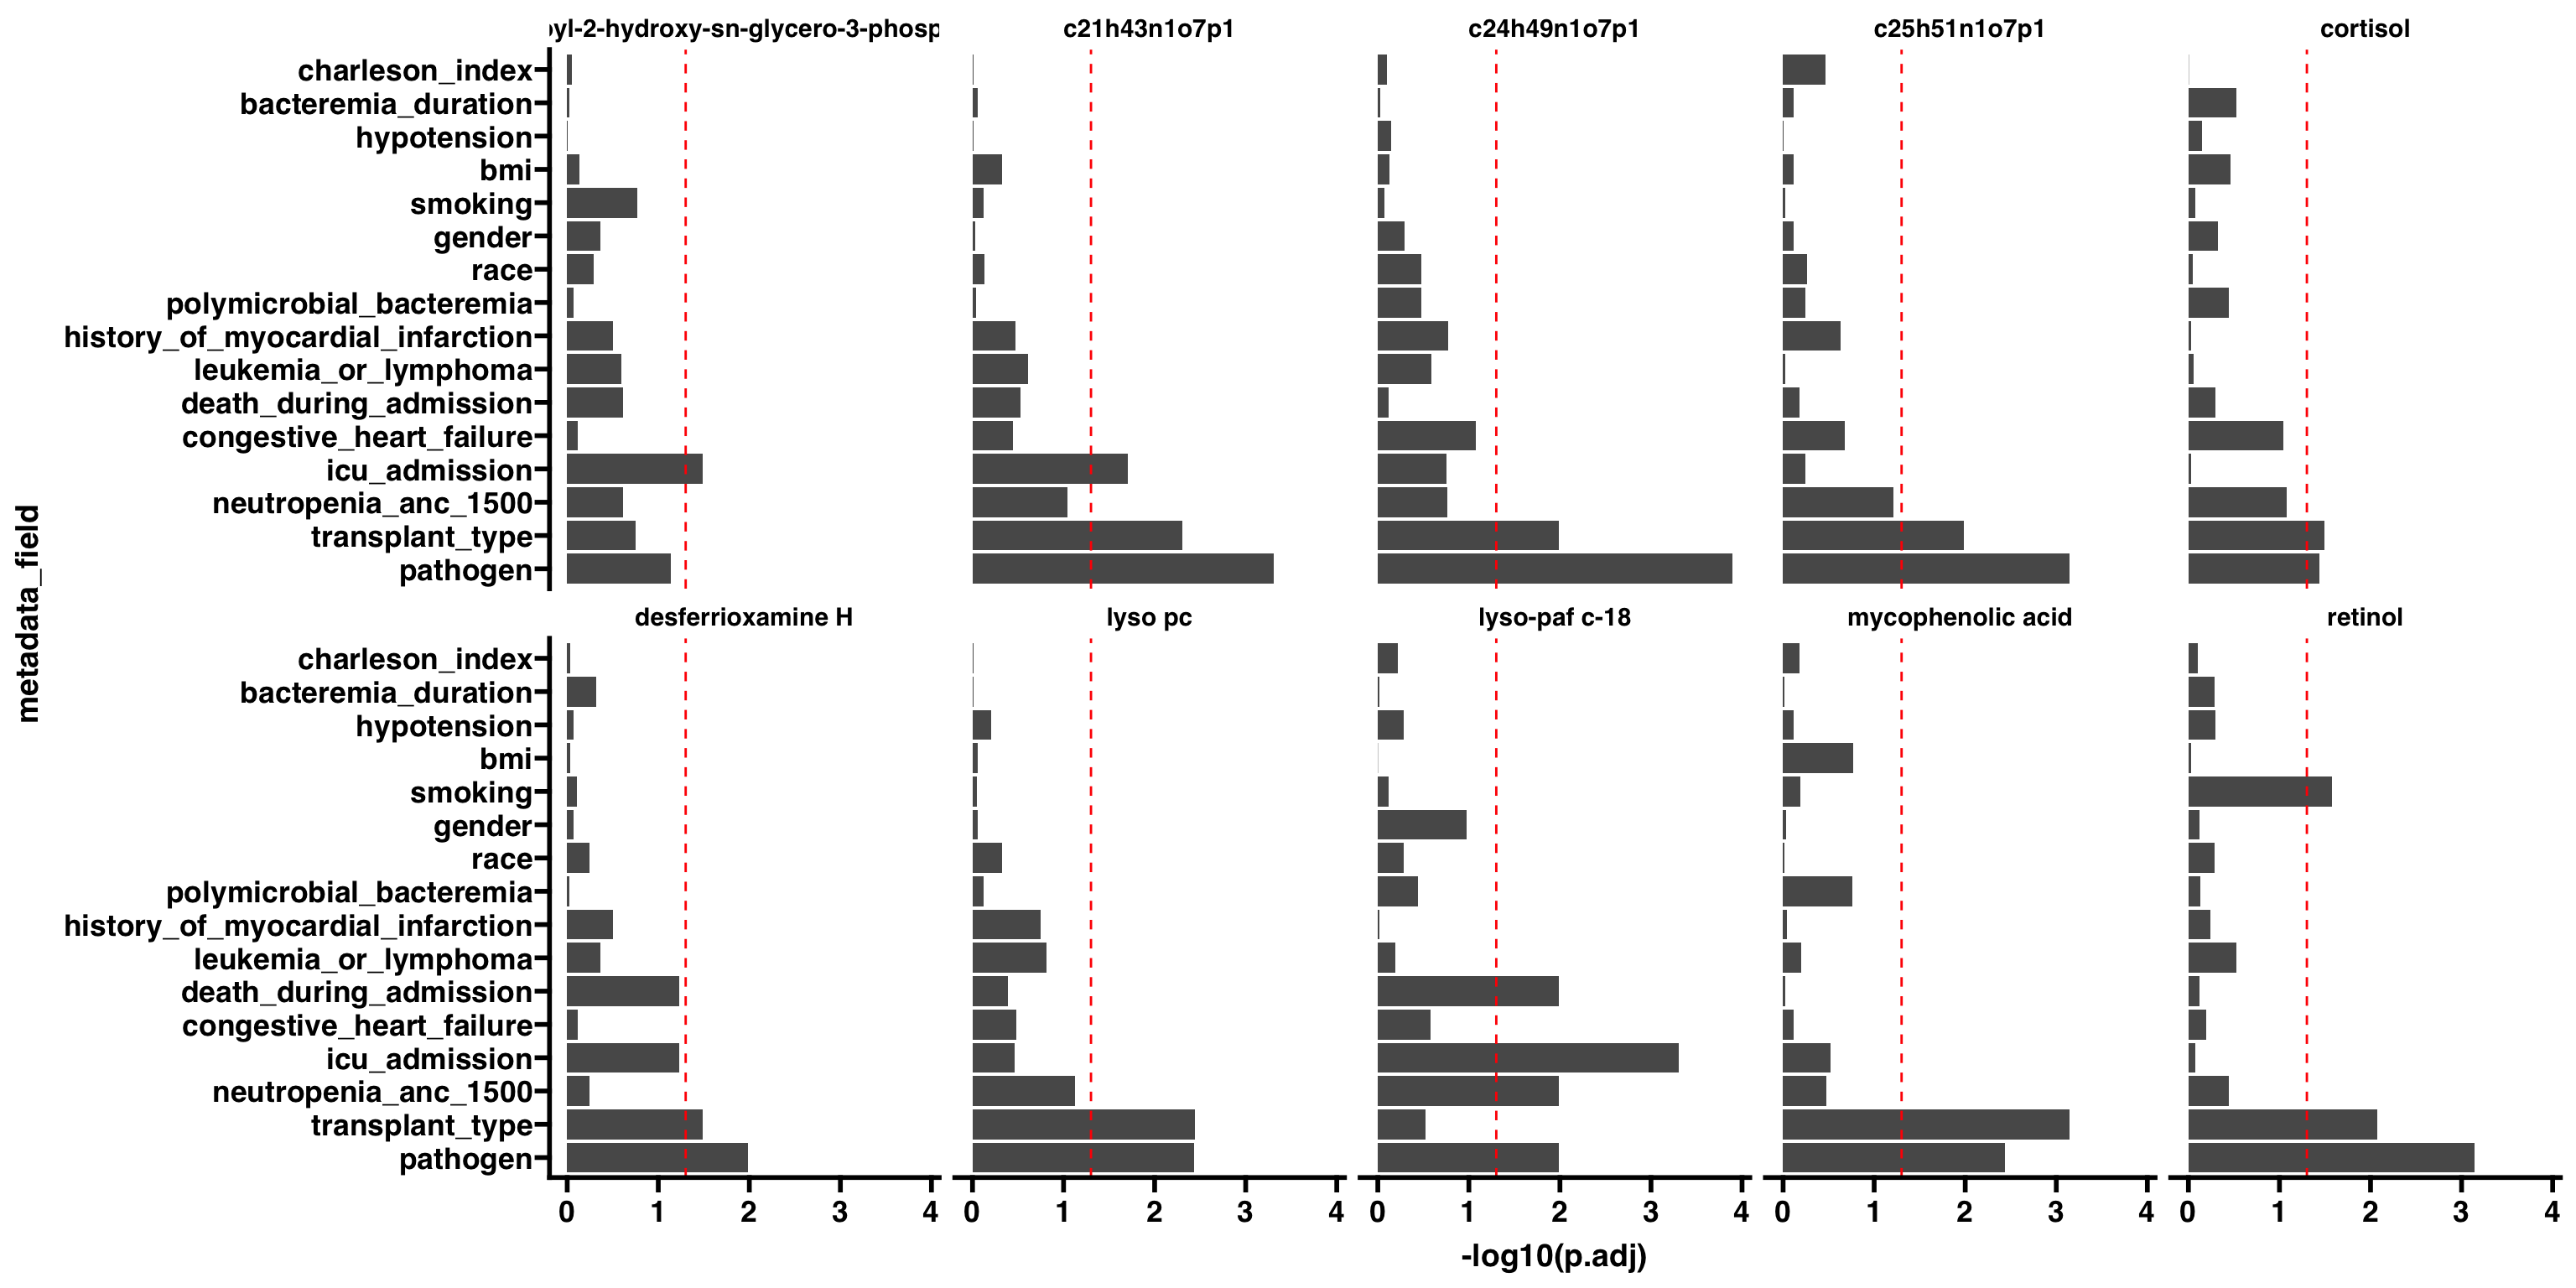 yl-2-hydroxy-sn-glycero-3-phosp
c21h43n1o7p1
c24h49n1o7p1
c25h51n1o7p1
cortisol
charleson_index
bacteremia_duration
hypotension
bmi
smoking
gender
race
polymicrobial_bacteremia
history_of_myocardial_infarction
leukemia_or_lymphoma
death_during_admission
congestive_heart_failure
icu_admission
neutropenia_anc_1500
transplant_type
pathogen
metadata_field
desferrioxamine H
lyso pc
lyso-paf c-18
mycophenolic acid
retinol
charleson_index
bacteremia_duration
hypotension
bmi
smoking
gender
race
polymicrobial_bacteremia
history_of_myocardial_infarction
leukemia_or_lymphoma
death_during_admission
congestive_heart_failure
icu_admission
neutropenia_anc_1500
transplant_type
pathogen
0 1 2 3 4 0 1 2 3 4 0 1 2 3 4 0 1 2 3 4 0 1 2 3 4
-log10(p.adj)